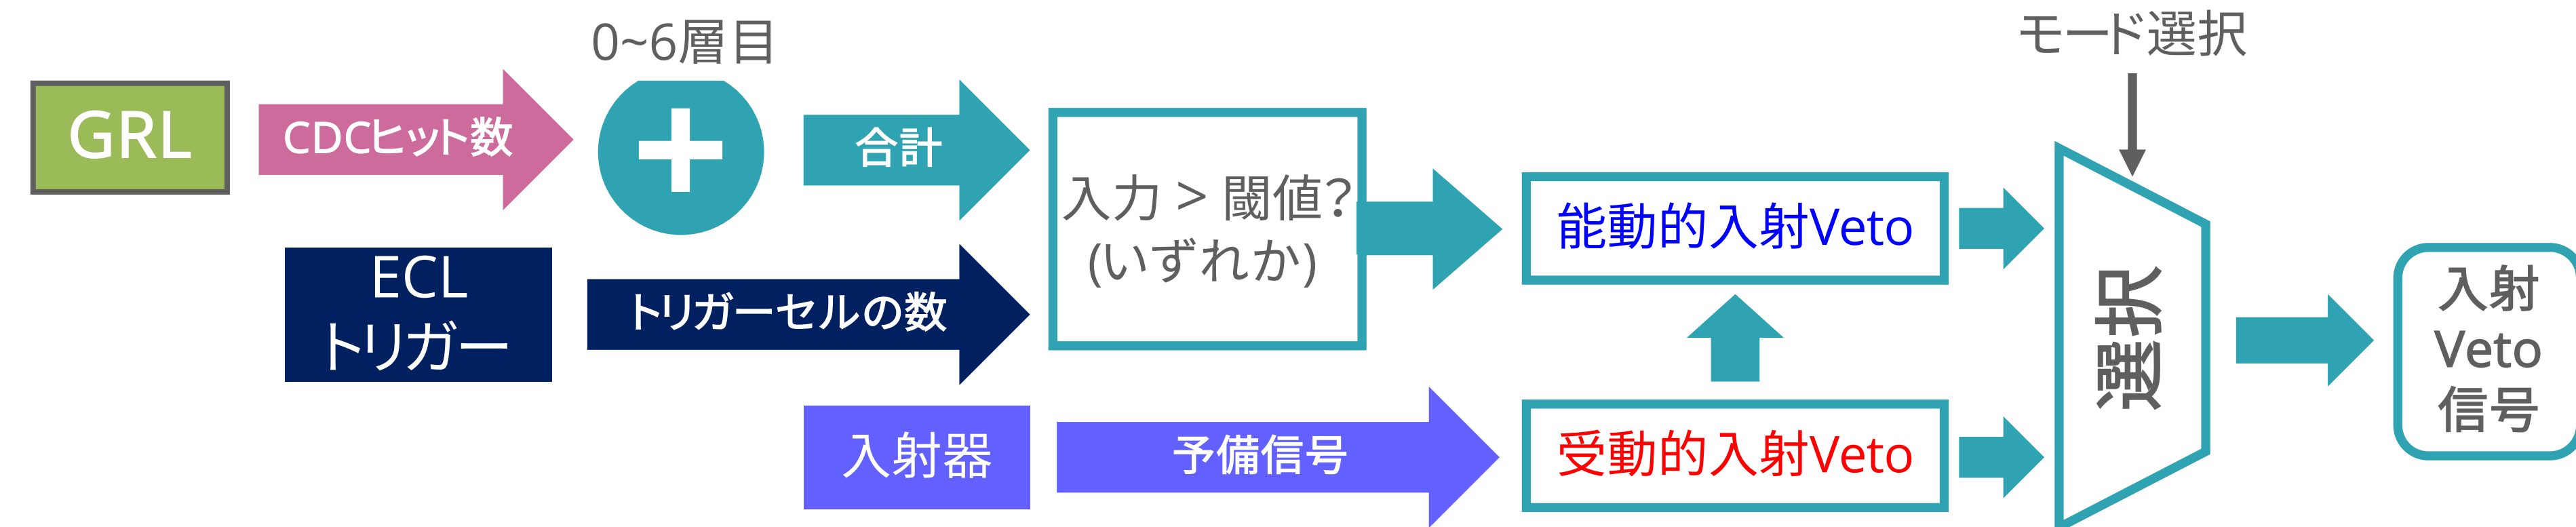 0~6層目
モード選択
GRL
CDCヒット数
合計
入力 > 閾値?
(いずれか)
能動的入射Veto
ECL
トリガー
トリガーセルの数
選択
入射
Veto
信号
入射器
予備信号
受動的入射Veto